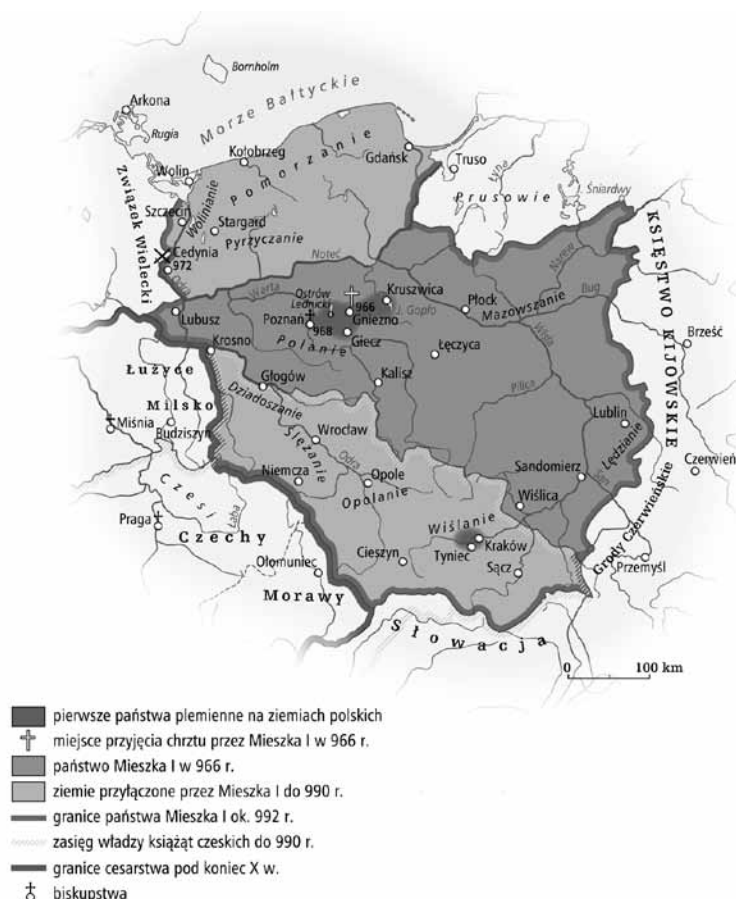 Bornholm
Arkona
Morze Bałtyckie
Rugia
Kołobrzeg
Pomorzanie
Gdańsk
Truso
Łyna
Wolin
Wolinianie
Prusowie
J. Śniardwy
Związek Wielecki
Szczecin
Stargard
Pyrzyczanie
KSIĘSTWO KIJOWSKIE
Cedynia
972
Odra
Noteć
Narew
Warta
Ostrów
Lednicki
966
Kruszwica
J. Gopło
Płock
Bug
Mazowszanie
Lubusz
Poznań
968
Gniezno
Giecz
Wisła
Brześć
Krosno
Polanie
Łęczyca
Łużyce
Głogów
Kalisz
Pilica
Dziadoszanie
Milsko
Lublin
Miśnia
Budziszyn
Wrocław
Ślężanie
Lędzianie
Czerwień
Niemcza
Odra
Opole
Sandomierz
San
Czesi
Łaba
Opolanie
Wiślica
Praga
Wiślanie
Grody Czerwieńskie
Czechy
Tyniec
Kraków
Cieszyn
Przemyśl
Ołomuniec
Sącz
Morawy
Słowacja
0 100 km
pierwsze państwa plemienne na ziemiach polskich
miejsce przyjęcia chrztu przez Mieszka I w 966 r.
państwo Mieszka I w 966 r.
ziemie przyłączone przez Mieszka I do 990 r.
granice państwa Mieszka I ok. 992 r.
zasięg władzy książąt czeskich do 990 r.
granice cesarstwa pod koniec X w.
biskupstwa